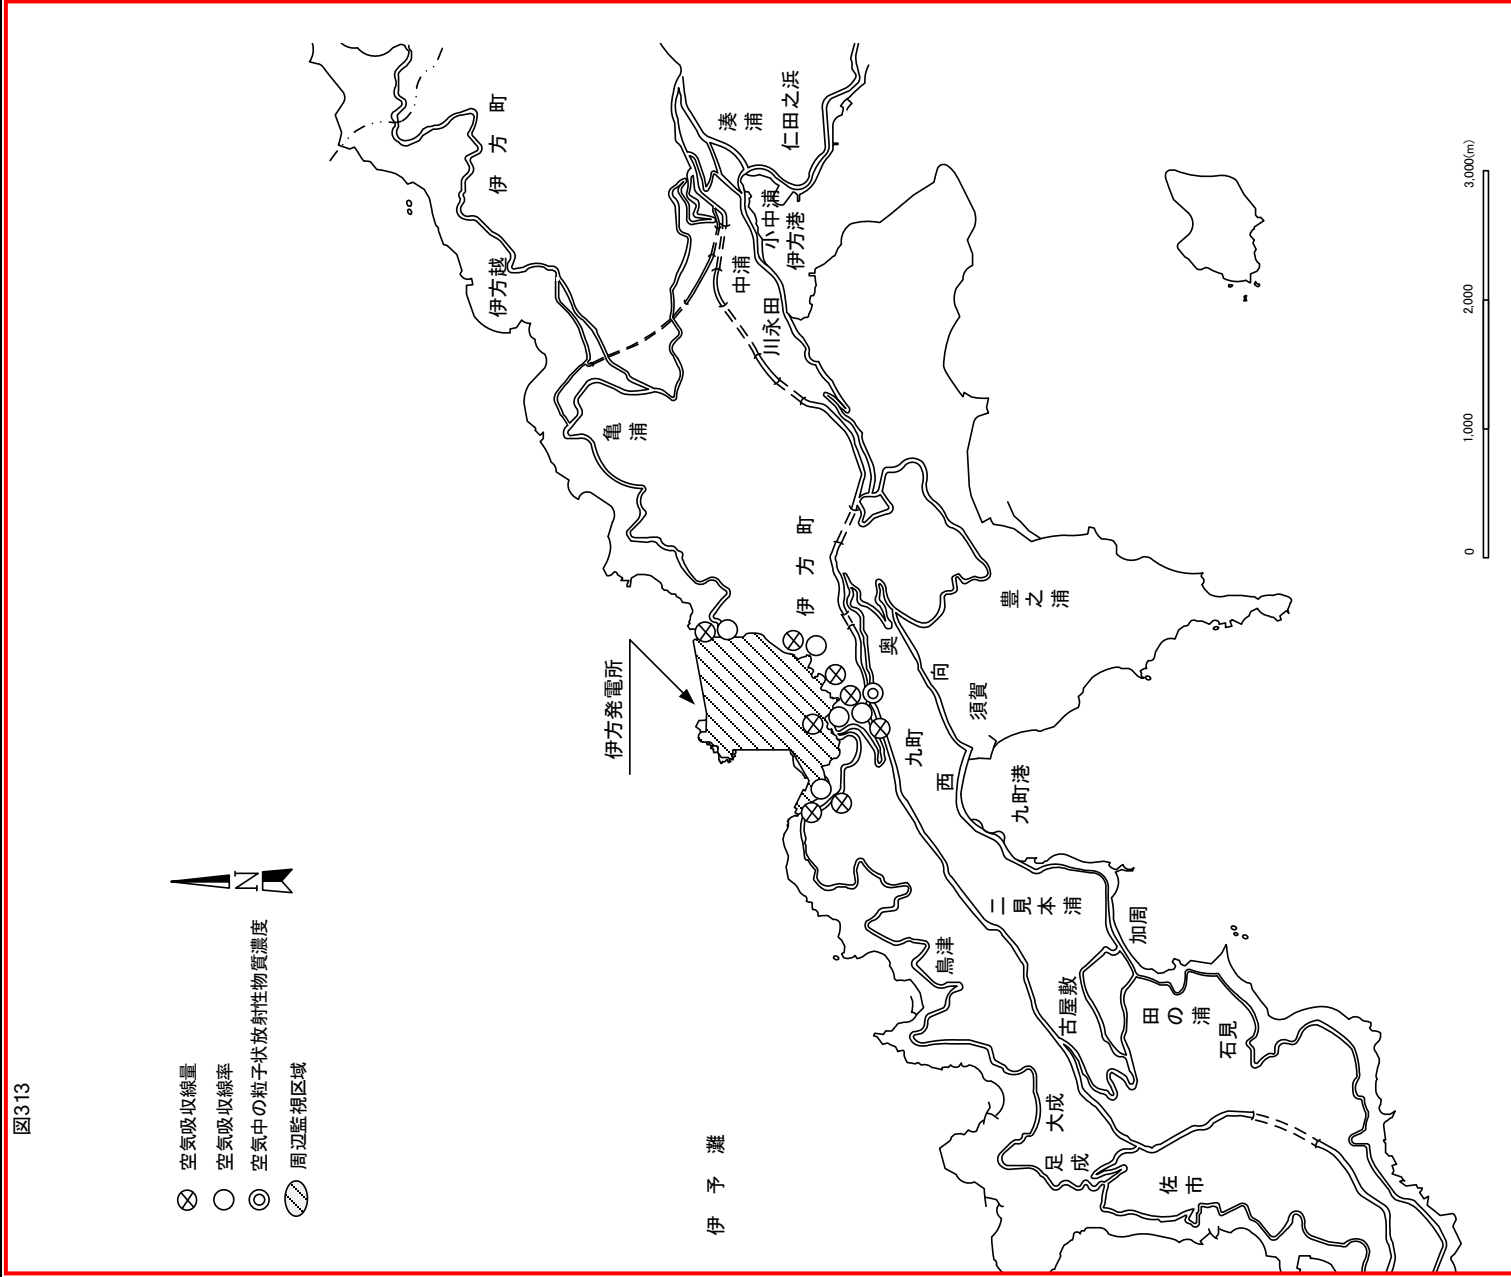 図313
空気吸収線量
空気吸収線率
空気中の粒子状放射性物質濃度
周辺監視区域
N
伊予灘
伊方発電所
伊方町
伊方越
亀浦
湊浦
仁田之浜
小中浦
伊方港
中浦
川永田
伊方町
豊之浦
奥
向
須賀
九町
西
九町港
二見本浦
加周
鳥津
古屋敷
田の浦
石見
大成
足成
佐市
0
1,000
2,000
3,000(m)